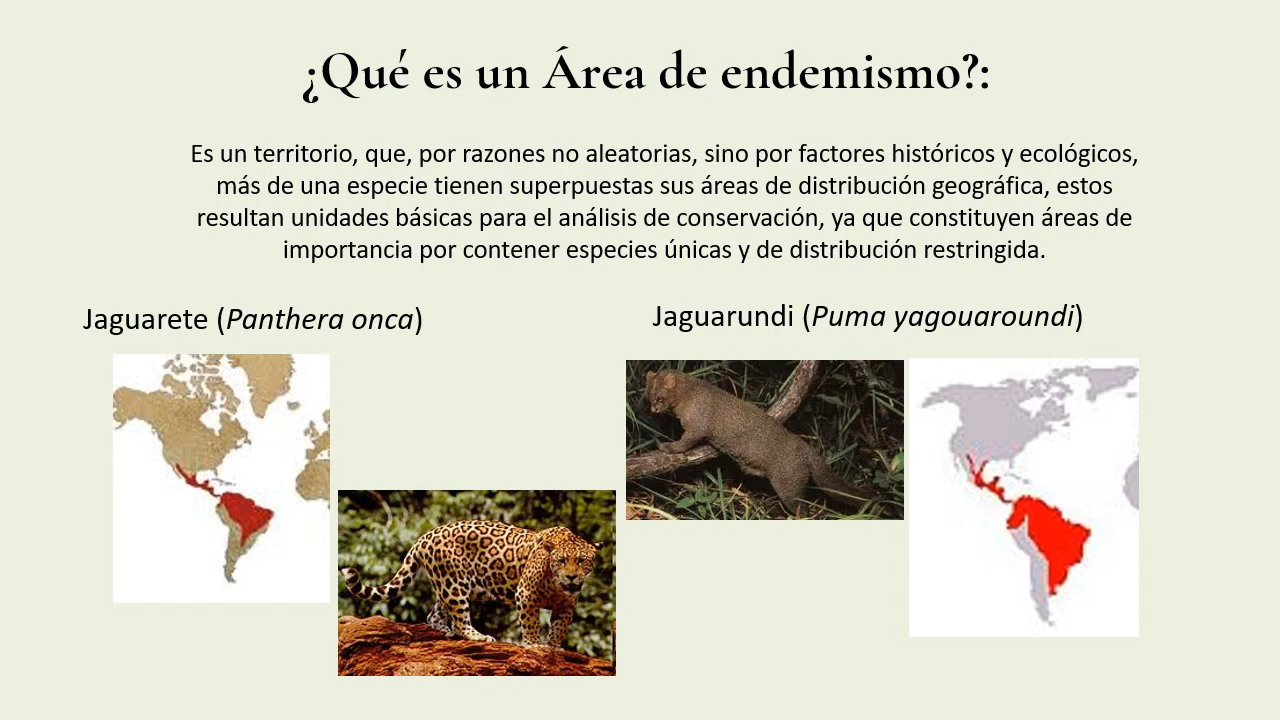 ¿Qué es un Área de endemismo?:
Es un territorio, que, por razones no aleatorias, sino por factores históricos y ecológicos,
más de una especie tienen superpuestas sus áreas de distribución geográfica, estos
resultan unidades básicas para el análisis de conservación, ya que constituyen áreas de
importancia por contener especies únicas y de distribución restringida.
Jaguarete (Panthera onca)
Jaguarundi (Puma yagouaroundi)